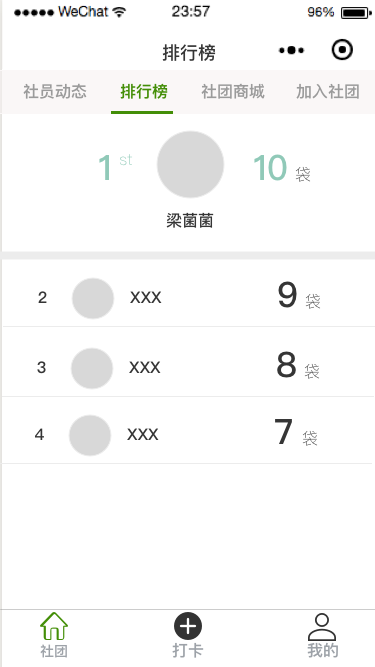 WeChat 23:57 96%
排行榜
社员动态 排行榜 社团商城 加入社团
1 st 10 袋
梁菌菌
2 XXX 9 袋
3 XXX 8 袋
4 XXX 7 袋
社团 打卡 我的